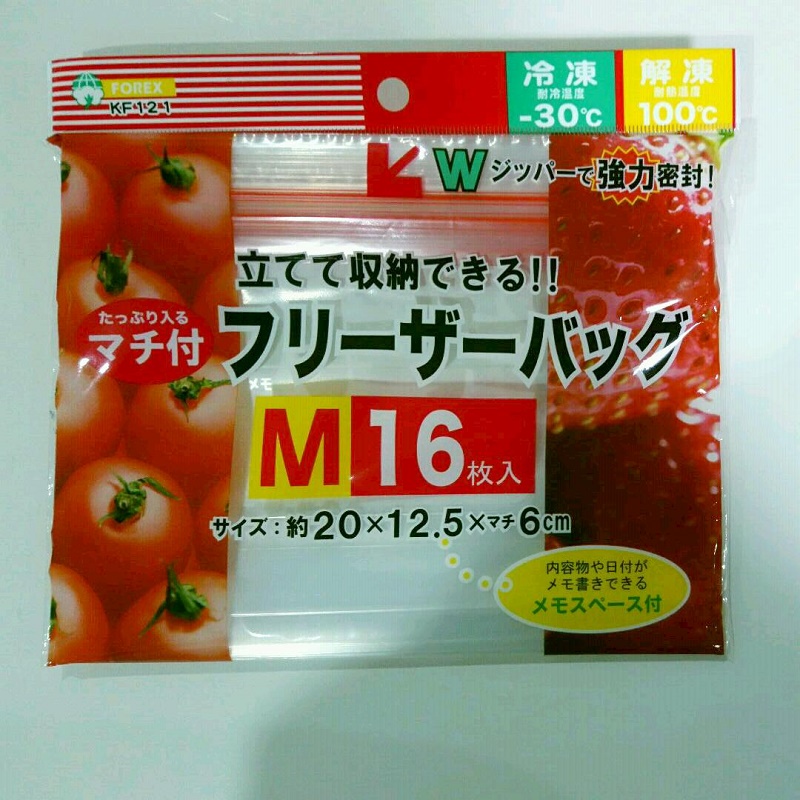 FOREX
KF121
冷凍
耐冷温度
-30℃
解凍
耐熱温度
100℃
Wジッパーで強力密封!
立てて収納できる!!
たっぷり入る
マチ付
フリーザーバッグ
メモ
M 16枚入
サイズ:約20×12.5×マチ6cm
内容物や日付が
メモ書きできる
メモスペース付